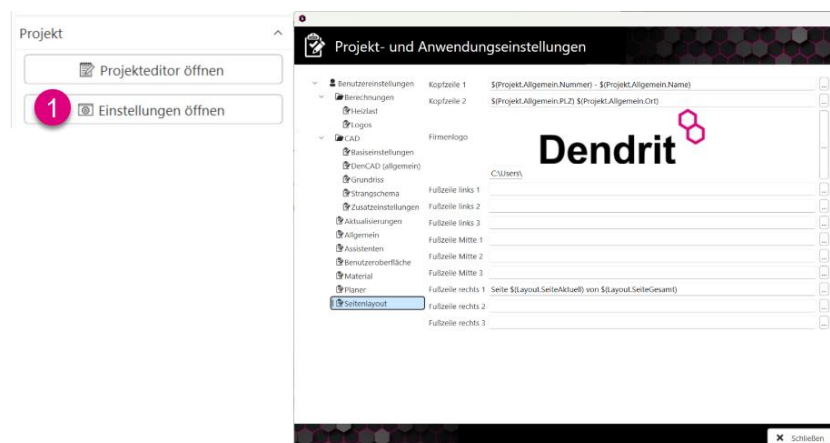 Projekt
Projekteditor öffnen
1
Einstellungen öffnen
Projekt- und Anwendungseinstellungen
Benutzereinstellungen
Berechnungen
Heizlast
Logos
CAD
Basiseinstellungen
DenCAD (allgemein)
Grundriss
Strangschema
Zusatzeinstellungen
Aktualisierungen
Allgemein
Assistenten
Benutzeroberfläche
Material
Planer
Seitenlayout
Kopfzeile 1 $(Projekt.Allgemein.Nummer) - $(Projekt.Allgemein.Name) ...
Kopfzeile 2 $(Projekt.Allgemein.PLZ) $(Projekt.Allgemein.Ort) ...
Firmenlogo Dendrit ...
C:\Users\
Fußzeile links 1 ...
Fußzeile links 2 ...
Fußzeile links 3 ...
Fußzeile Mitte 1 ...
Fußzeile Mitte 2 ...
Fußzeile Mitte 3 ...
Fußzeile rechts 1 Seite $(Layout.SeiteAktuell) von $(Layout.SeiteGesamt) ...
Fußzeile rechts 2 ...
Fußzeile rechts 3 ...
Schließen